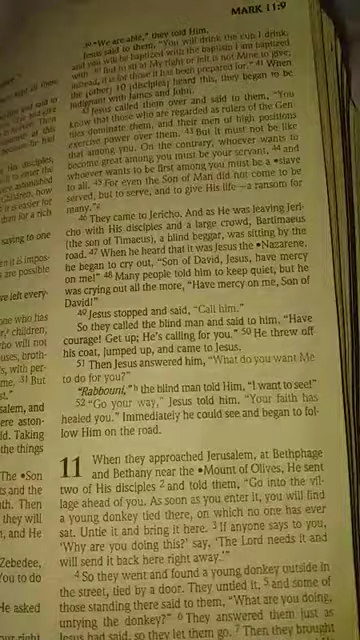 MARK 11:9
39 “We are able,” they told Him.
Jesus said to them, “You will drink the cup I drink,
and you will be baptized with the baptism I am baptized
with. 40 But to sit at My right or left is not Mine to give;
instead, it is for those it has been prepared for.” 41 When
the [other] 10 [disciples] heard this, they began to be
indignant with James and John.
42 Jesus called them over and said to them, “You
know that those who are regarded as rulers of the Gen
tiles dominate them, and their men of high positions
exercise power over them. 43 But it must not be like
that among you. On the contrary, whoever wants to
become great among you must be your servant, 44 and
whoever wants to be first among you must be a •slave
to all. 45 For even the Son of Man did not come to be
served, but to serve, and to give His life—a ransom for
many.”
46 They came to Jericho. And as He was leaving Jeri-
cho with His disciples and a large crowd, Bartimaeus
(the son of Timaeus), a blind beggar, was sitting by the
road. 47 When he heard that it was Jesus the •Nazarene,
he began to cry out, “Son of David, Jesus, have mercy
on me!” 48 Many people told him to keep quiet, but he
was crying out all the more, “Have mercy on me, Son of
David!”
49 Jesus stopped and said, “Call him.”
So they called the blind man and said to him, “Have
courage! Get up; He’s calling for you.” 50 He threw off
his coat, jumped up, and came to Jesus.
51 Then Jesus answered him, “What do you want Me
to do for you?”
“Rabbouni,” h the blind man told Him, “I want to see!”
52 “Go your way,” Jesus told him. “Your faith has
healed you.” Immediately he could see and began to fol-
low Him on the road.
11 When they approached Jerusalem, at Bethphage
and Bethany near the •Mount of Olives, He sent
two of His disciples 2 and told them, “Go into the vil-
lage ahead of you. As soon as you enter it, you will find
a young donkey tied there, on which no one has ever
sat. Untie it and bring it here. 3 If anyone says to you,
‘Why are you doing this?’ say, ‘The Lord needs it and
will send it back here right away.’”
4 So they went and found a young donkey outside in
the street, tied by a door. They untied it, 5 and some of
those standing there said to them, “What are you doing,
untying the donkey?” 6 They answered them just as
Jesus had said, so they let them go. 7 Then they brought